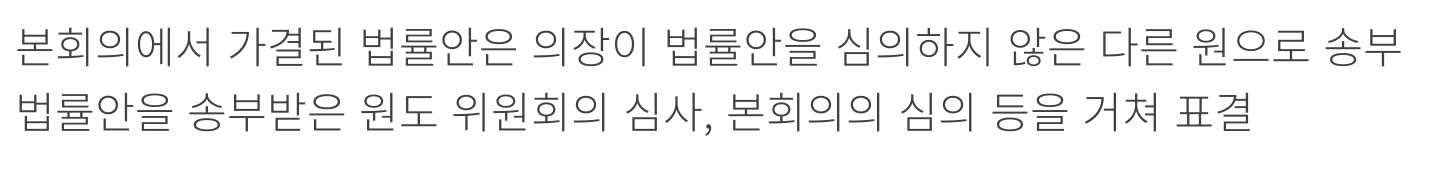 본회의에서 가결된 법률안은 의장이 법률안을 심의하지 않은 다른 원으로 송부
법률안을 송부받은 원도 위원회의 심사, 본회의의 심의 등을 거쳐 표결